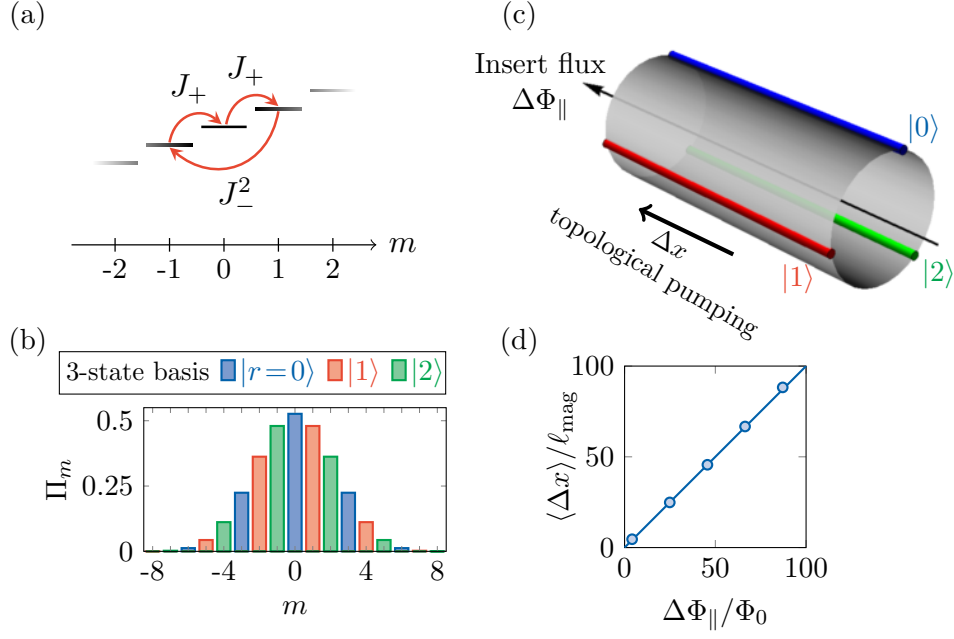 (a)
J₊
J₊
J₋²
-2 -1 0 1 2 m
(b)
3-state basis |r=0⟩ |1⟩ |2⟩
0.5
0.25
0
Πₘ
-8 -4 0 4 8
m
(c)
Insert flux
ΔΦ∥
|0⟩
|1⟩
|2⟩
Δx
topological pumping
(d)
100
50
0
⟨Δx⟩/ℓmag
0 50 100
ΔΦ∥/Φ₀